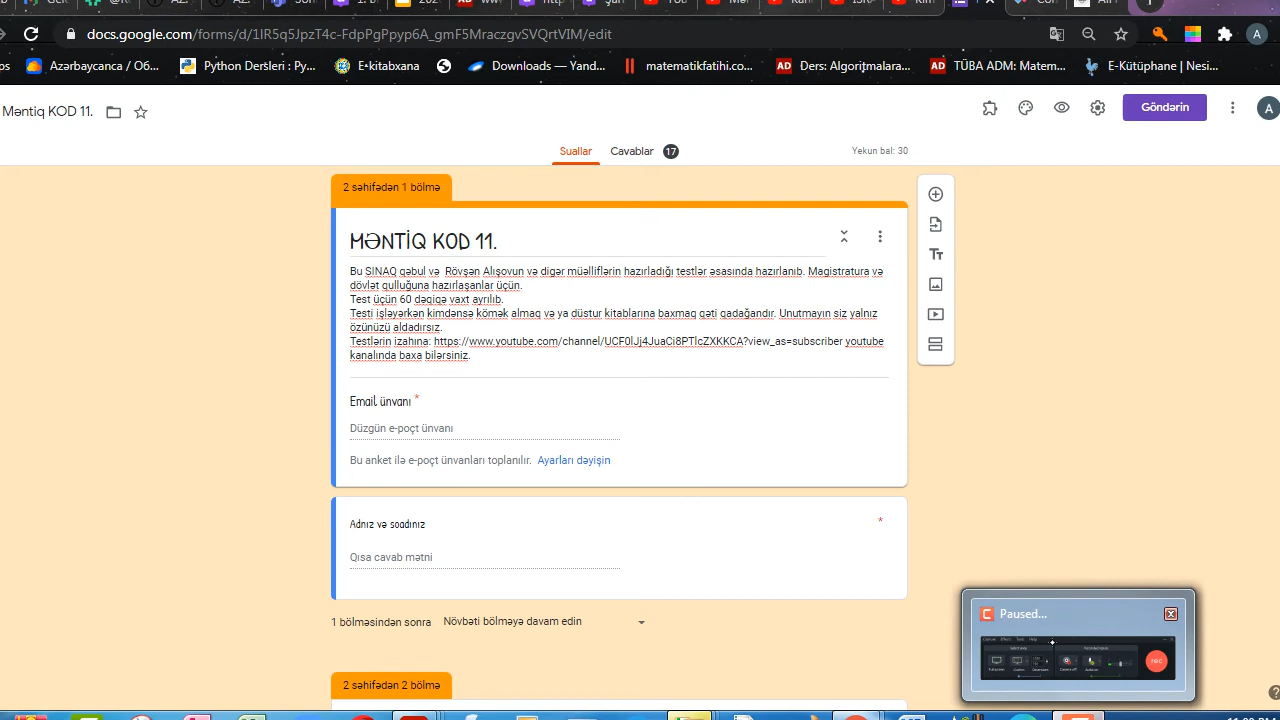 docs.google.com/forms/d/1lR5q5JpzT4c-FdpPgPpyp6A_gmF5MrazgvSVQrtVIM/edit
Azərbaycanca / Об...
Python Dersleri : Py...
E•kitabxana
Downloads — Yand...
matematikfatihi.co...
Ders: Algoritmalara...
TÜBA ADM: Matem...
E-Kütüphane | Nesi...
Məntiq KOD 11.
Göndərin
A
Suallar
Cavablar 17
Yekun bal: 30
2 səhifədən 1 bölmə
MƏNTİQ KOD 11.
Bu SINAQ qəbul və Rövşən Alışovun və digər müəlliflərin hazırladığı testlər əsasında hazırlanıb. Magistratura və
dövlət qulluğuna hazırlaşanlar üçün.
Test üçün 60 dəqiqə vaxt ayrılıb.
Testi işləyərkən kimdənsə kömək almaq və ya düstur kitablarına baxmaq qəti qadağandır. Unutmayın siz yalnız
özünüzü aldadırsız.
Testlərin izahına: https://www.youtube.com/channel/UCF0lJj4JuaCi8PTlcZXKKCA?view_as=subscriber youtube
kanalında baxa bilərsiniz.
Email ünvanı *
Düzgün e-poçt ünvanı
Bu anket ilə e-poçt ünvanları toplanılır. Ayarları dəyişin
Adnız və soadınız *
Qısa cavab mətni
bölməsindən sonra Növbəti bölməyə davam edin
Paused...
rec
2 səhifədən 2 bölmə